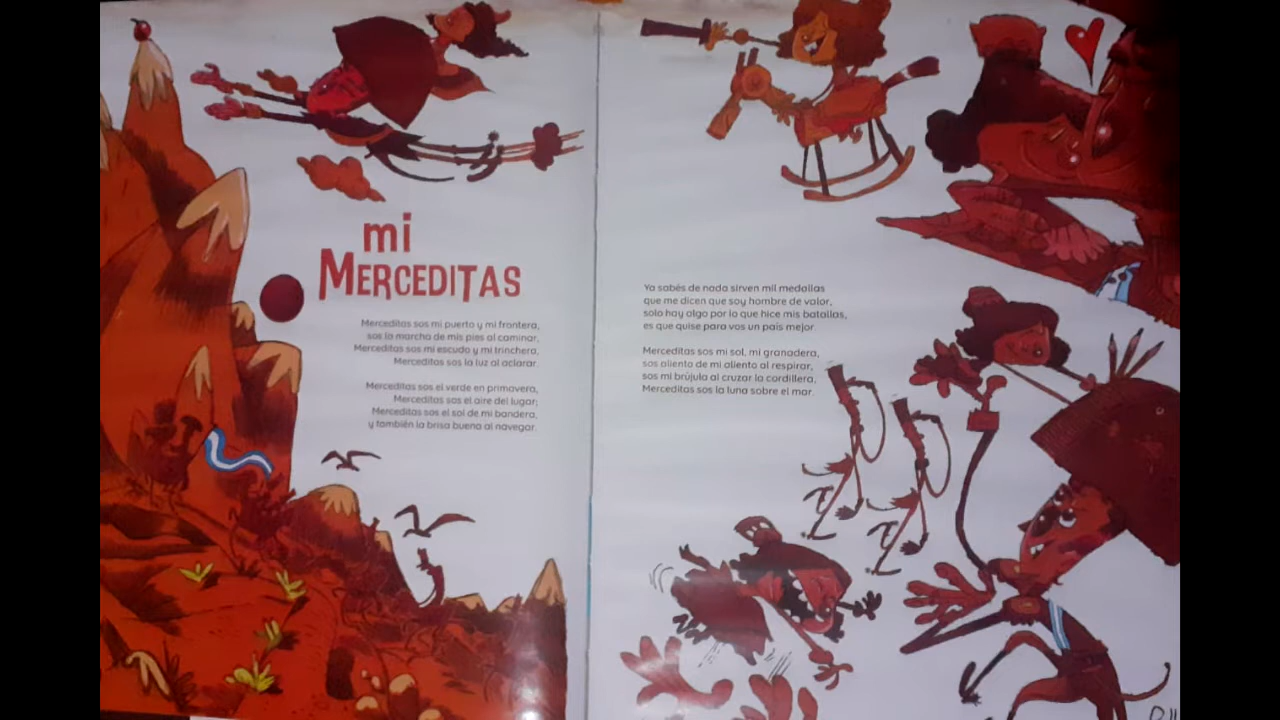 mi
MERCEDITAS
Merceditas sos mi puerto y mi frontera,
sos la marcha de mis pies al caminar,
Merceditas sos mi escudo y mi trinchera,
Merceditas sos la luz al aclarar.
Merceditas sos el verde en primavera,
Merceditas sos el aire del lugar;
Merceditas sos el sol de mi bandera,
y también la brisa buena al navegar.
Ya sabés de nada sirven mil medallas
que me dicen que soy hombre de valor,
solo hay algo por lo que hice mis batallas,
es que quise para vos un país mejor.
Merceditas sos mi sol, mi granadera,
sos aliento de mi aliento al respirar,
sos mi brújula al cruzar la cordillera,
Merceditas sos la luna sobre el mar.